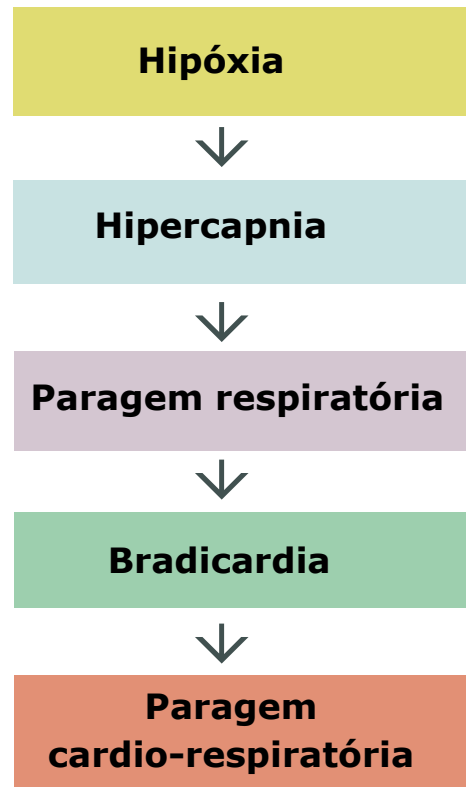 Hipóxia
Hipercapnia
Paragem respiratória
Bradicardia
Paragem
cardio-respiratória